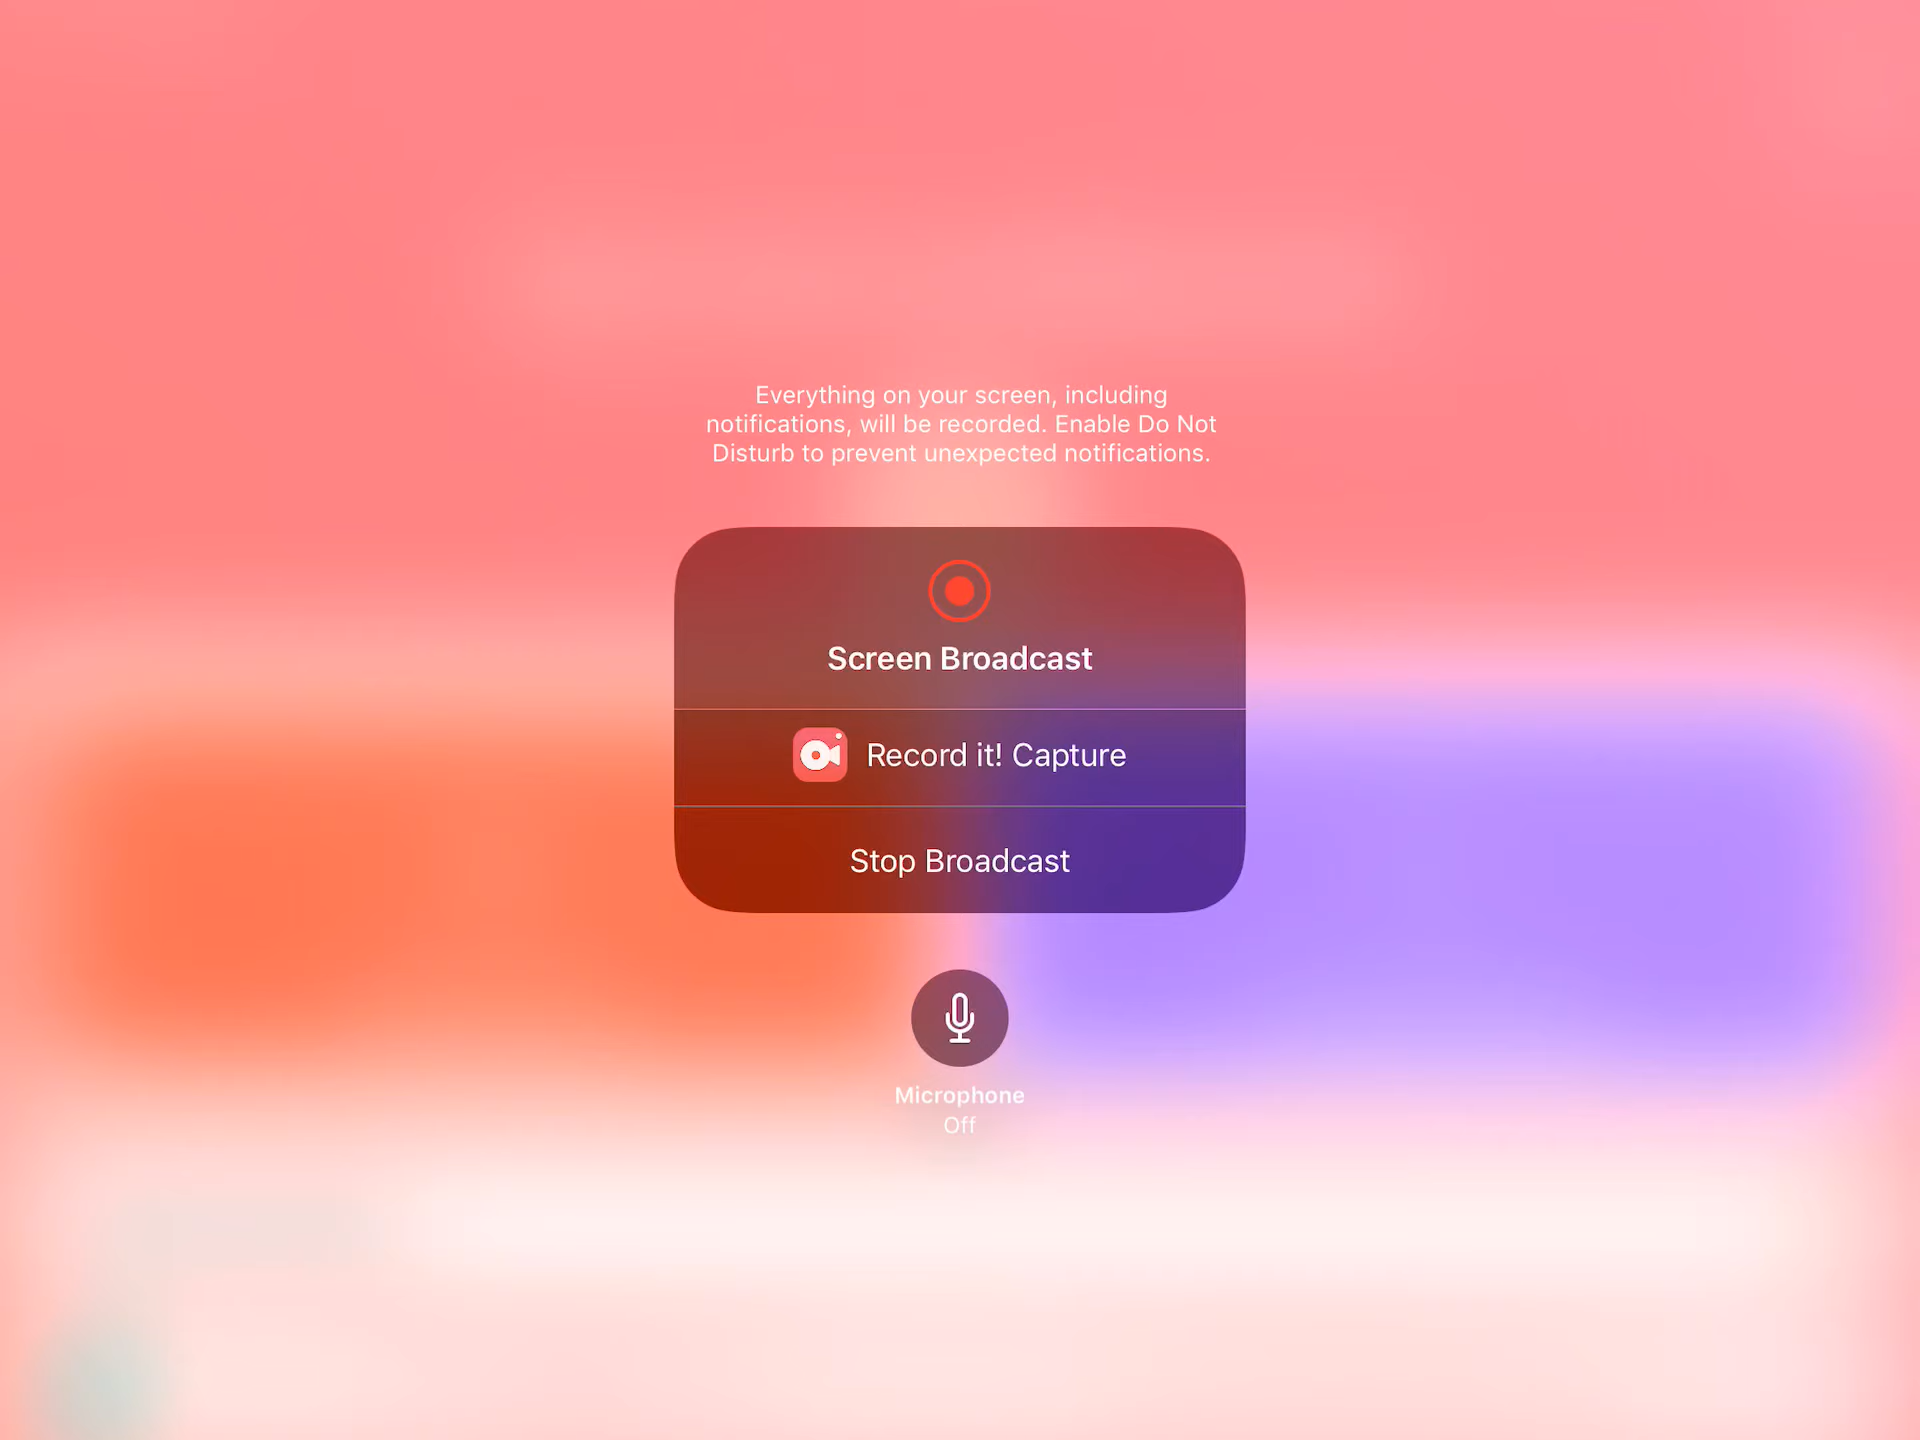 Everything on your screen, including
notifications, will be recorded. Enable Do Not
Disturb to prevent unexpected notifications.
Screen Broadcast
Record it! Capture
Stop Broadcast
Microphone
Off